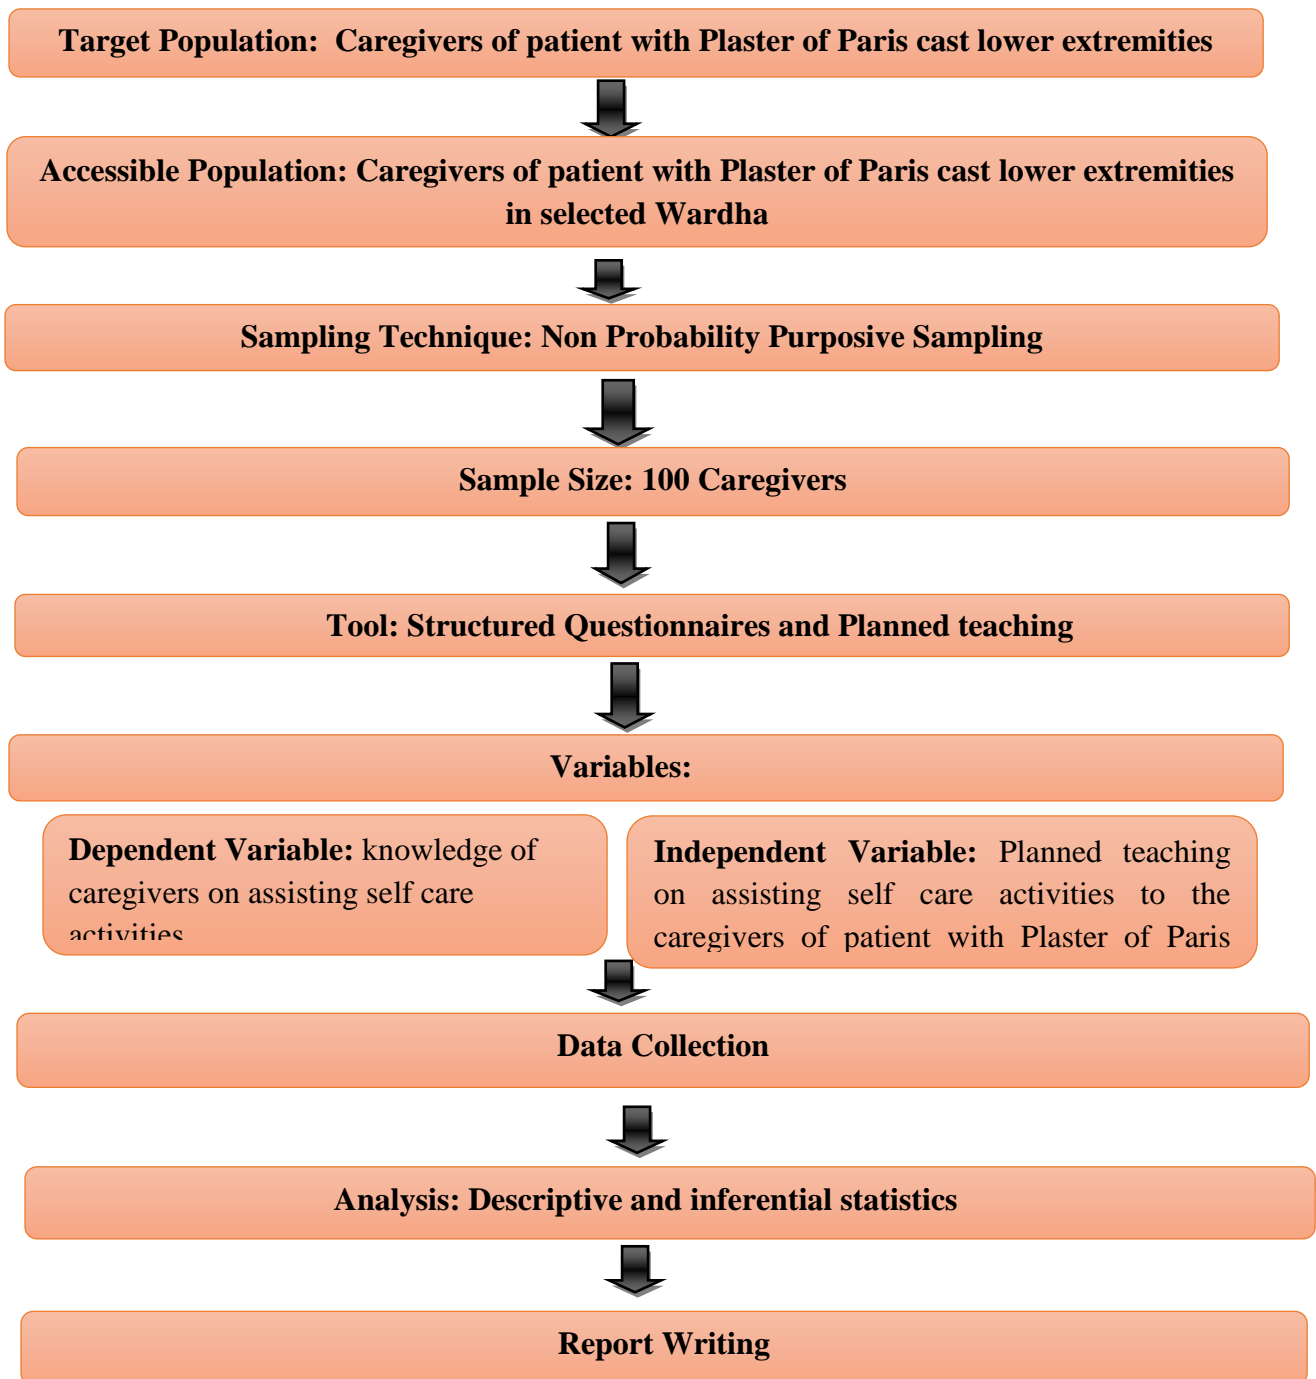 Target Population: Caregivers of patient with Plaster of Paris cast lower extremities
Accessible Population: Caregivers of patient with Plaster of Paris cast lower extremities
in selected Wardha
Sampling Technique: Non Probability Purposive Sampling
Sample Size: 100 Caregivers
Tool: Structured Questionnaires and Planned teaching
Variables:
Dependent Variable: knowledge of
caregivers on assisting self care
activities
Independent Variable: Planned teaching
on assisting self care activities to the
caregivers of patient with Plaster of Paris
Data Collection
Analysis: Descriptive and inferential statistics
Report Writing